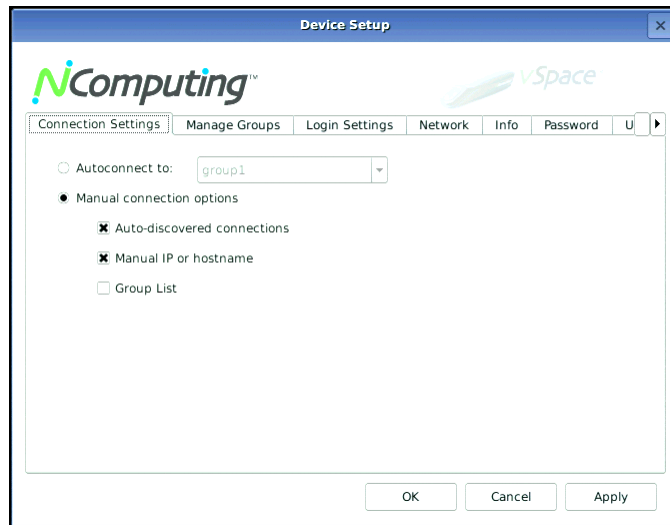 Device Setup
NComputing™
vSpace
Connection Settings Manage Groups Login Settings Network Info Password U
Autoconnect to: group1
Manual connection options
Auto-discovered connections
Manual IP or hostname
Group List
OK Cancel Apply